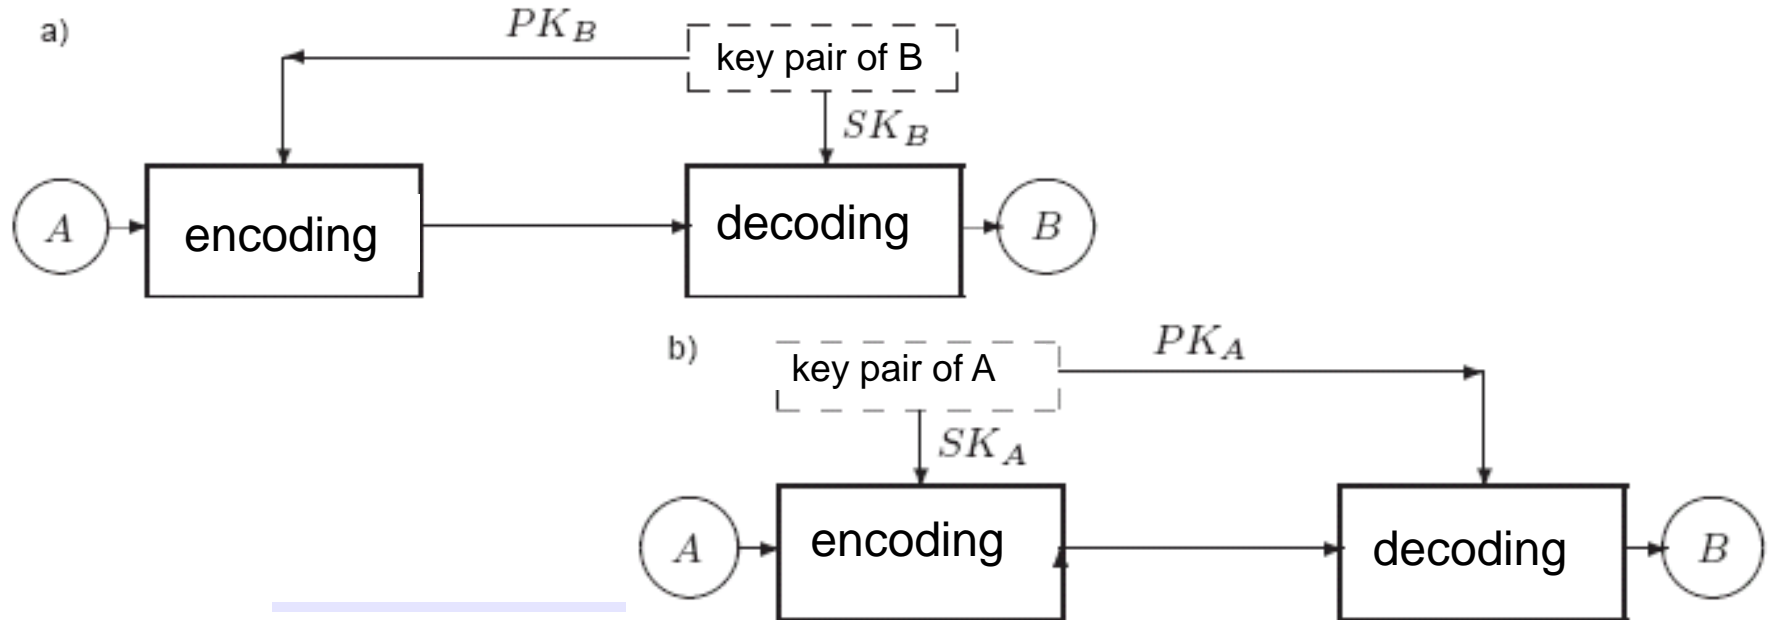 a)
PK_B
key pair of B
SK_B
A
encoding
decoding
B
b)
PK_A
key pair of A
SK_A
A
encoding
decoding
B